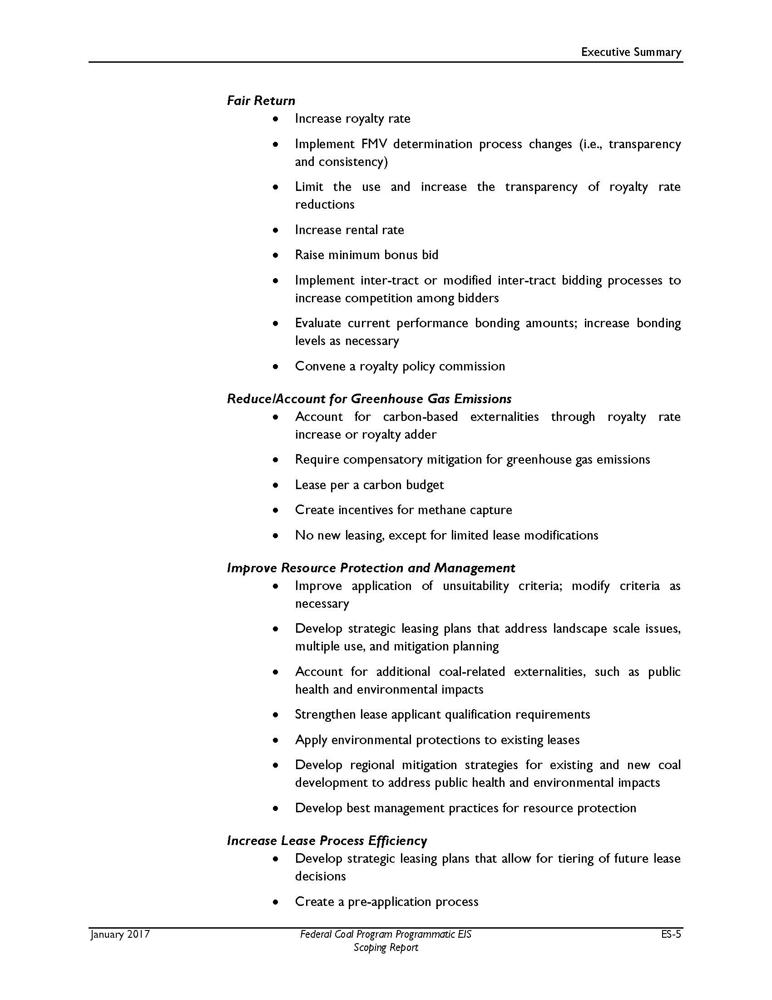 Executive Summary
Fair Return
• Increase royalty rate
• Implement FMV determination process changes (i.e., transparency
and consistency)
• Limit the use and increase the transparency of royalty rate
reductions
• Increase rental rate
• Raise minimum bonus bid
• Implement inter-tract or modified inter-tract bidding processes to
increase competition among bidders
• Evaluate current performance bonding amounts; increase bonding
levels as necessary
• Convene a royalty policy commission
Reduce/Account for Greenhouse Gas Emissions
• Account for carbon-based externalities through royalty rate
increase or royalty adder
• Require compensatory mitigation for greenhouse gas emissions
• Lease per a carbon budget
• Create incentives for methane capture
• No new leasing, except for limited lease modifications
Improve Resource Protection and Management
• Improve application of unsuitability criteria; modify criteria as
necessary
• Develop strategic leasing plans that address landscape scale issues,
multiple use, and mitigation planning
• Account for additional coal-related externalities, such as public
health and environmental impacts
• Strengthen lease applicant qualification requirements
• Apply environmental protections to existing leases
• Develop regional mitigation strategies for existing and new coal
development to address public health and environmental impacts
• Develop best management practices for resource protection
Increase Lease Process Efficiency
• Develop strategic leasing plans that allow for tiering of future lease
decisions
• Create a pre-application process
January 2017 Federal Coal Program Programmatic EIS ES-5
Scoping Report